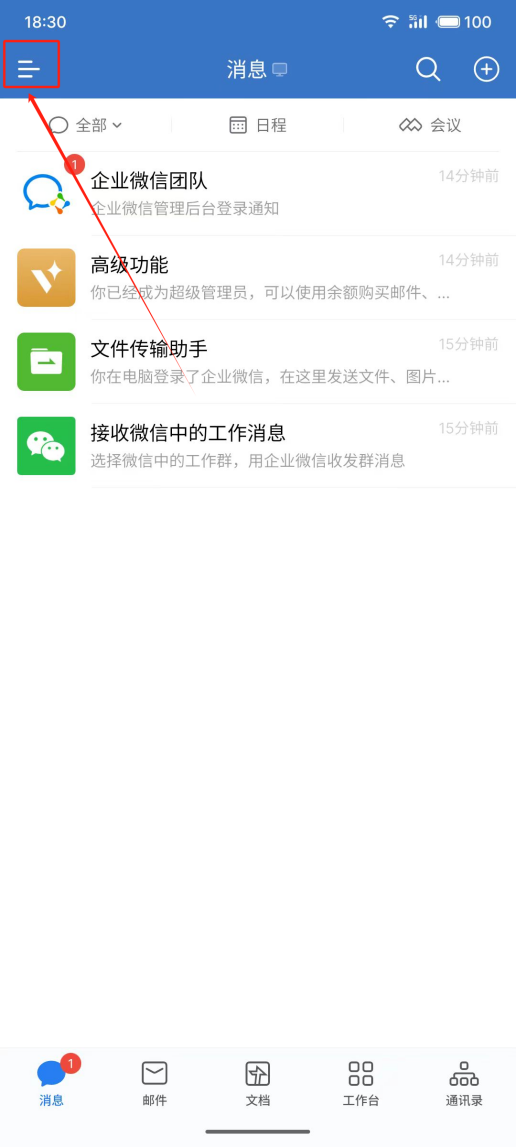 18:30
5G
100
消息
全部
日程
会议
1
企业微信团队
14分钟前
企业微信管理后台登录通知
高级功能
14分钟前
你已经成为超级管理员，可以使用余额购买邮件、...
文件传输助手
15分钟前
你在电脑登录了企业微信，在这里发送文件、图片...
接收微信中的工作消息
15分钟前
选择微信中的工作群，用企业微信收发群消息
1
消息
邮件
文档
工作台
通讯录